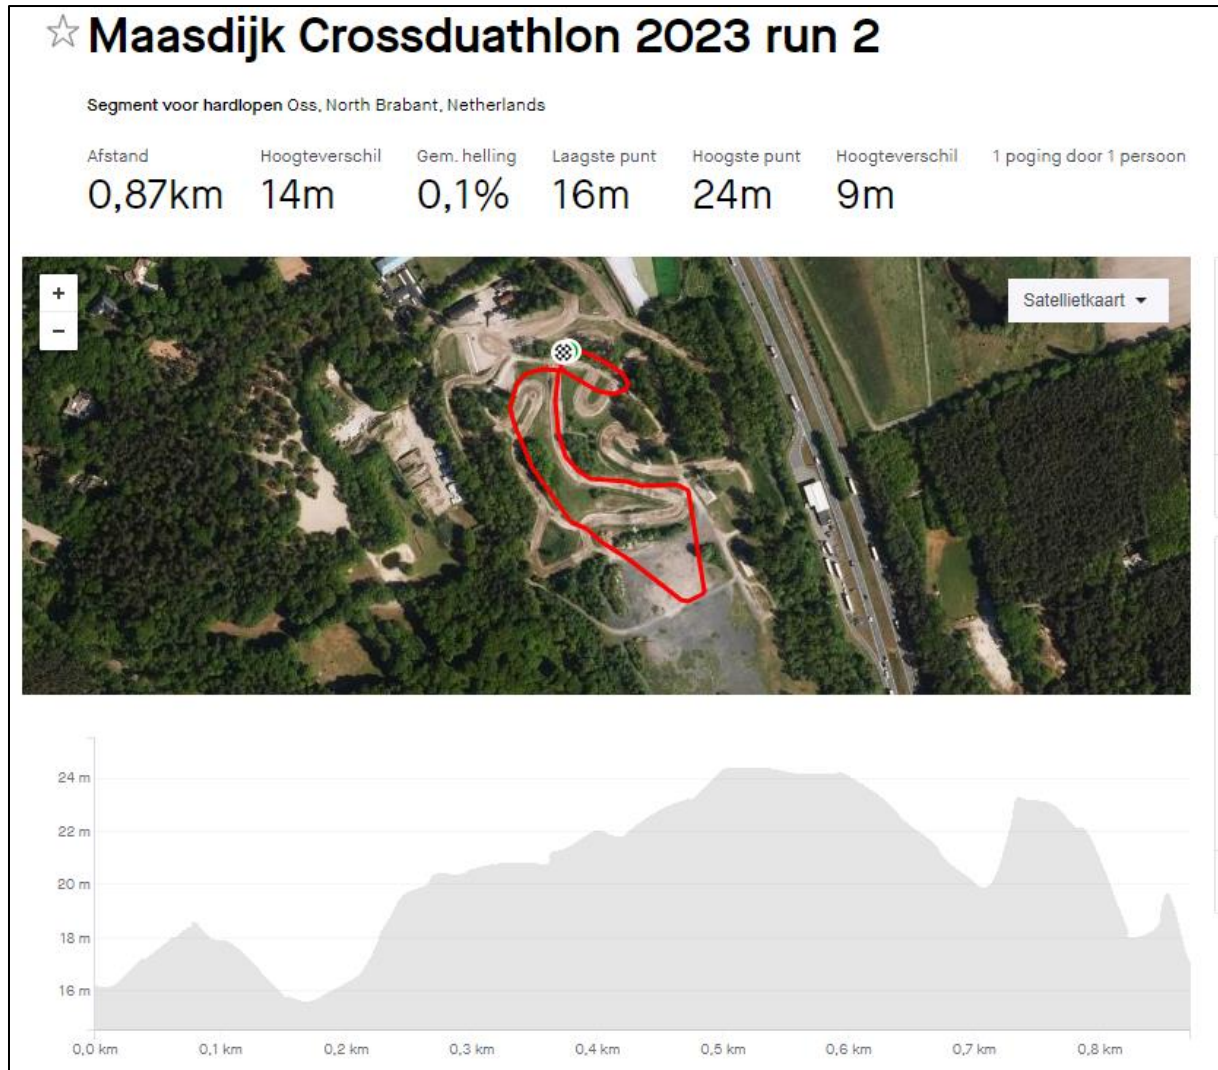 Maasdijk Crossduathlon 2023 run 2
Segment voor hardlopen Oss, North Brabant, Netherlands
Afstand
0,87km
Hoogteverschil
14m
Gem. helling
0,1%
Laagste punt
16m
Hoogste punt
24m
Hoogteverschil
9m
1 poging door 1 persoon
+
−
Satellietkaart
24 m
22 m
20 m
18 m
16 m
0,0 km 0,1 km 0,2 km 0,3 km 0,4 km 0,5 km 0,6 km 0,7 km 0,8 km